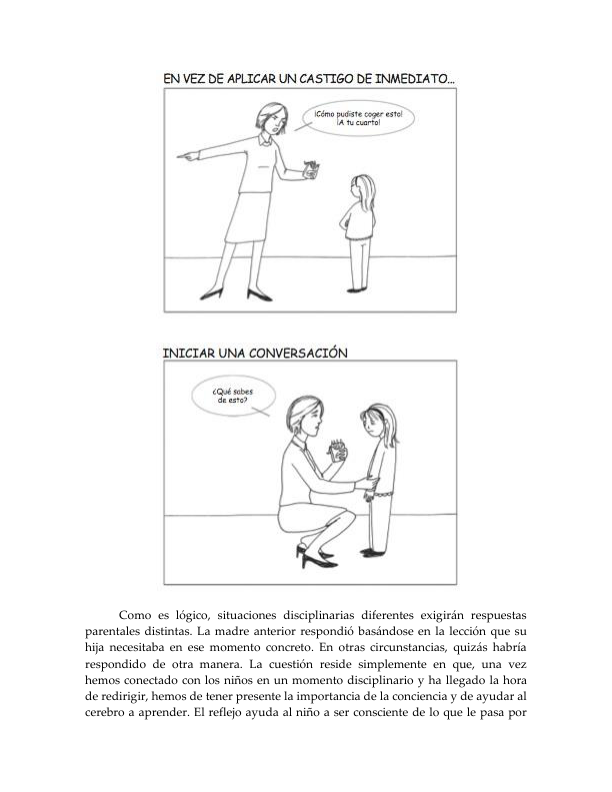 EN VEZ DE APLICAR UN CASTIGO DE INMEDIATO...
¡Cómo pudiste coger esto!
¡A tu cuarto!
INICIAR UNA CONVERSACIÓN
¿Qué sabes
de esto?
Como es lógico, situaciones disciplinarias diferentes exigirán respuestas
parentales distintas. La madre anterior respondió basándose en la lección que su
hija necesitaba en ese momento concreto. En otras circunstancias, quizás habría
respondido de otra manera. La cuestión reside simplemente en que, una vez
hemos conectado con los niños en un momento disciplinario y ha llegado la hora
de redirigir, hemos de tener presente la importancia de la conciencia y de ayudar al
cerebro a aprender. El reflejo ayuda al niño a ser consciente de lo que le pasa por